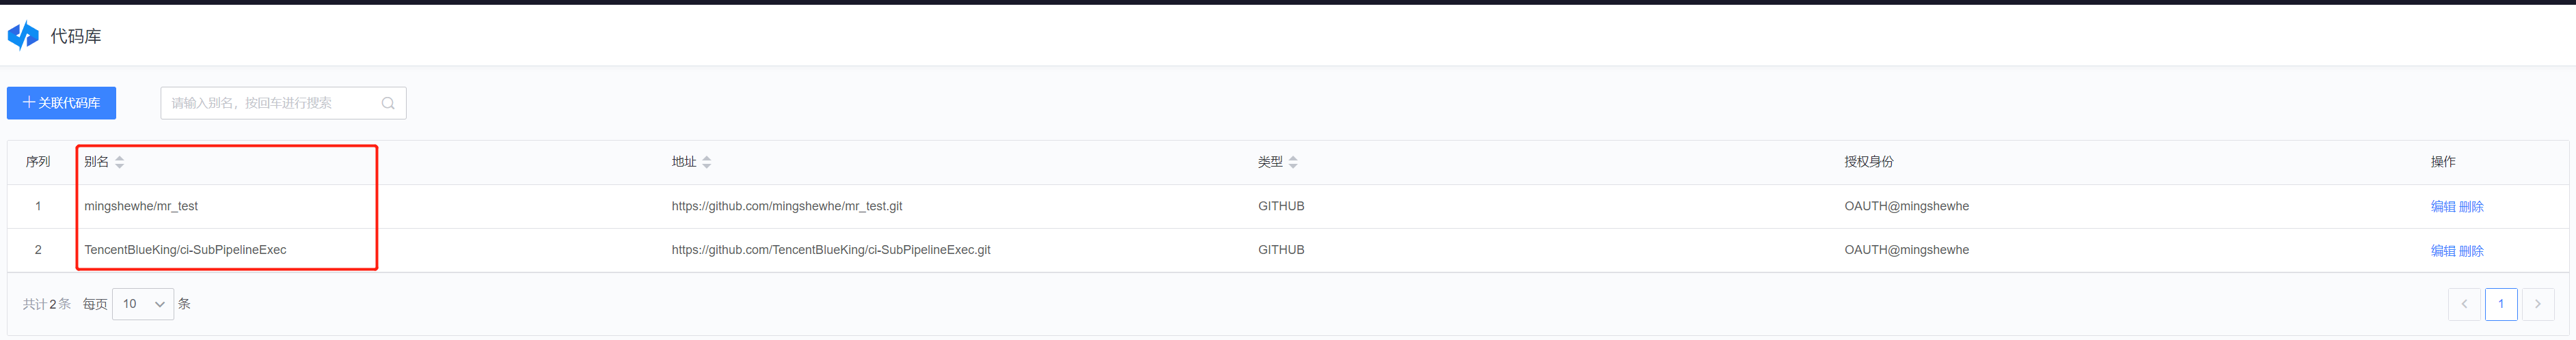 代码库
关联代码库 请输入别名，按回车进行搜索
序列 别名 地址 类型 授权身份 操作
1 mingshewhe/mr_test https://github.com/mingshewhe/mr_test.git GITHUB OAUTH@mingshewhe 编辑 删除
2 TencentBlueKing/ci-SubPipelineExec https://github.com/TencentBlueKing/ci-SubPipelineExec.git GITHUB OAUTH@mingshewhe 编辑 删除
共计2条 每页 10 条 1